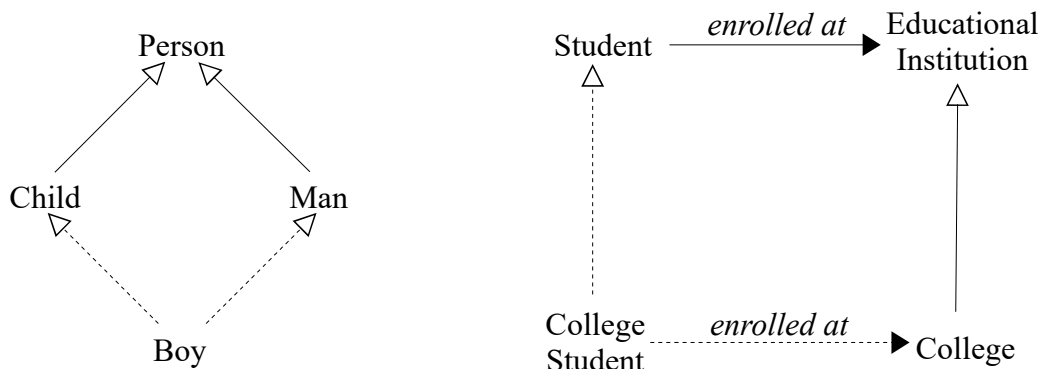 Person
Child
Man
Boy
Student
enrolled at
Educational
Institution
College
Student
enrolled at
College